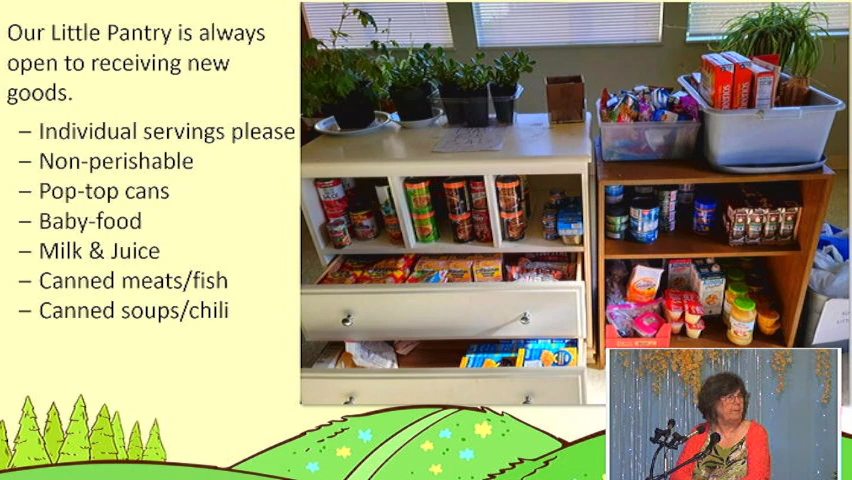 Our Little Pantry is always
open to receiving new
goods.
– Individual servings please
– Non-perishable
– Pop-top cans
– Baby-food
– Milk & Juice
– Canned meats/fish
– Canned soups/chili